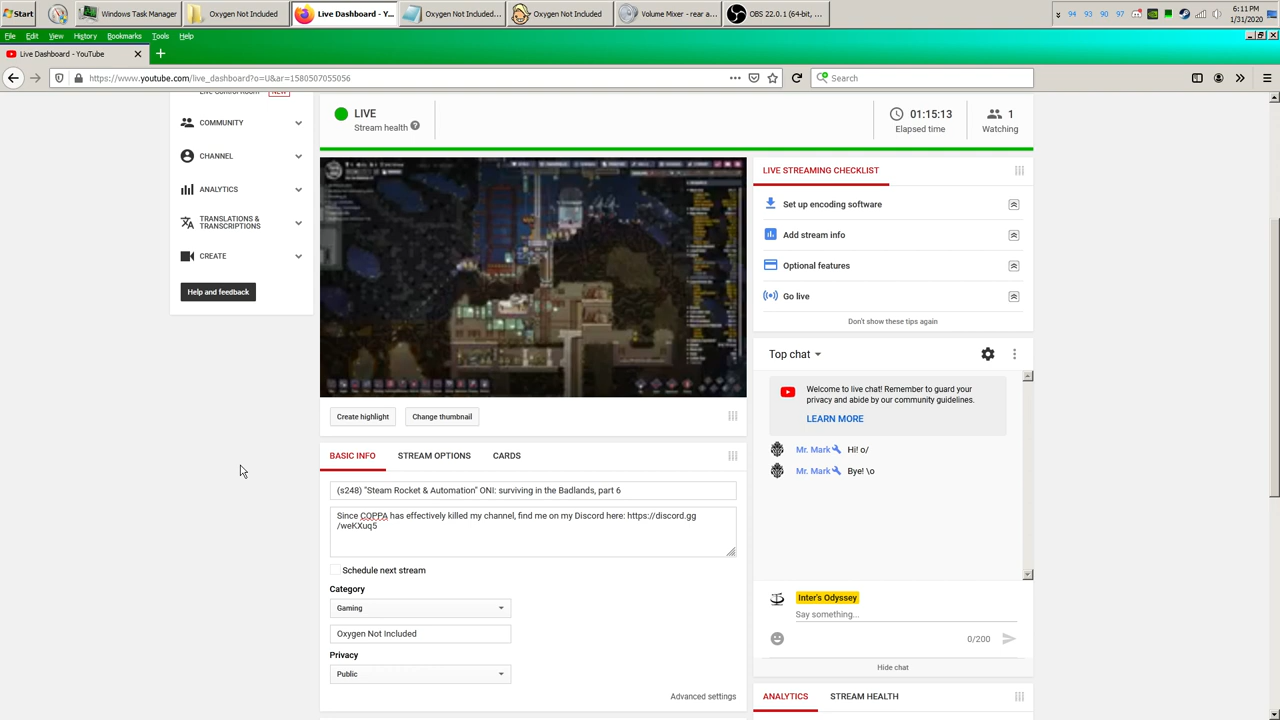 Start
Windows Task Manager
Oxygen Not Included
Live Dashboard - Y...
Oxygen Not Included...
Oxygen Not Included
Volume Mixer - rear a...
OBS 22.0.1 (64-bit, ...
94 93 90 97
6:11 PM
1/31/2020
File Edit View History Bookmarks Tools Help
Live Dashboard - YouTube
https://www.youtube.com/live_dashboard?o=U&ar=1580507055056
Search
Live Control Room NEW
COMMUNITY
CHANNEL
ANALYTICS
TRANSLATIONS &
TRANSCRIPTIONS
CREATE
Help and feedback
LIVE
Stream health
01:15:13
Elapsed time
1
Watching
Create highlight
Change thumbnail
BASIC INFO
STREAM OPTIONS
CARDS
(s248) "Steam Rocket & Automation" ONI: surviving in the Badlands, part 6
Since COPPA has effectively killed my channel, find me on my Discord here: https://discord.gg
/weKXuq5
Schedule next stream
Category
Gaming
Oxygen Not Included
Privacy
Public
Advanced settings
LIVE STREAMING CHECKLIST
Set up encoding software
Add stream info
Optional features
Go live
Don't show these tips again
Top chat
Welcome to live chat! Remember to guard your
privacy and abide by our community guidelines.
LEARN MORE
Mr. Mark Hi! o/
Mr. Mark Bye! \o
Inter's Odyssey
Say something...
0/200
Hide chat
ANALYTICS
STREAM HEALTH